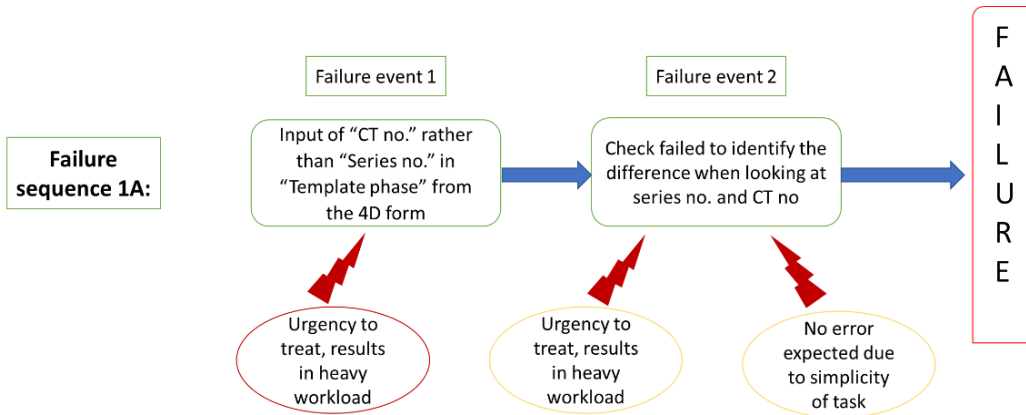 Failure
sequence 1A:
Failure event 1
Input of “CT no.” rather
than “Series no.” in
“Template phase” from
the 4D form
Urgency to
treat, results
in heavy
workload
Failure event 2
Check failed to identify the
difference when looking at
series no. and CT no
Urgency to
treat, results
in heavy
workload
No error
expected due
to simplicity
of task
F
A
I
L
U
R
E